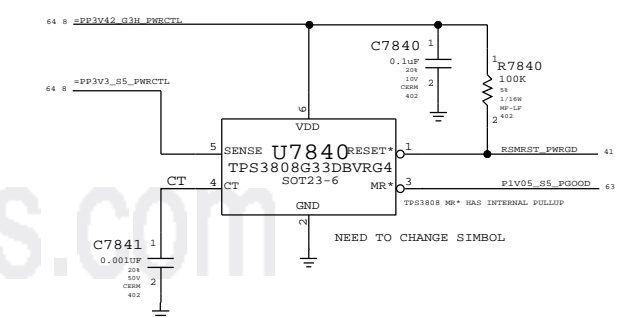 64 8 =PP3V42_G3H_PWRCTL
C7840 1
0.1uF
20%
10V
CERM
402
2
1
R7840
100K
5%
1/16W
MF-LF
402
2
=PP3V3_S5_PWRCTL
64 8
6
VDD
5 SENSE U7840 RESET* 1 RSMRST_PWRGD 41
TPS3808G33DBVRG4
CT 4 CT SOT23-6 MR* 3 P1V05_S5_PGOOD 63
GND
TPS3808 MR* HAS INTERNAL PULLUP
2
NEED TO CHANGE SIMBOL
C7841 1
0.001UF
20%
50V
CERM
402
2
s.com